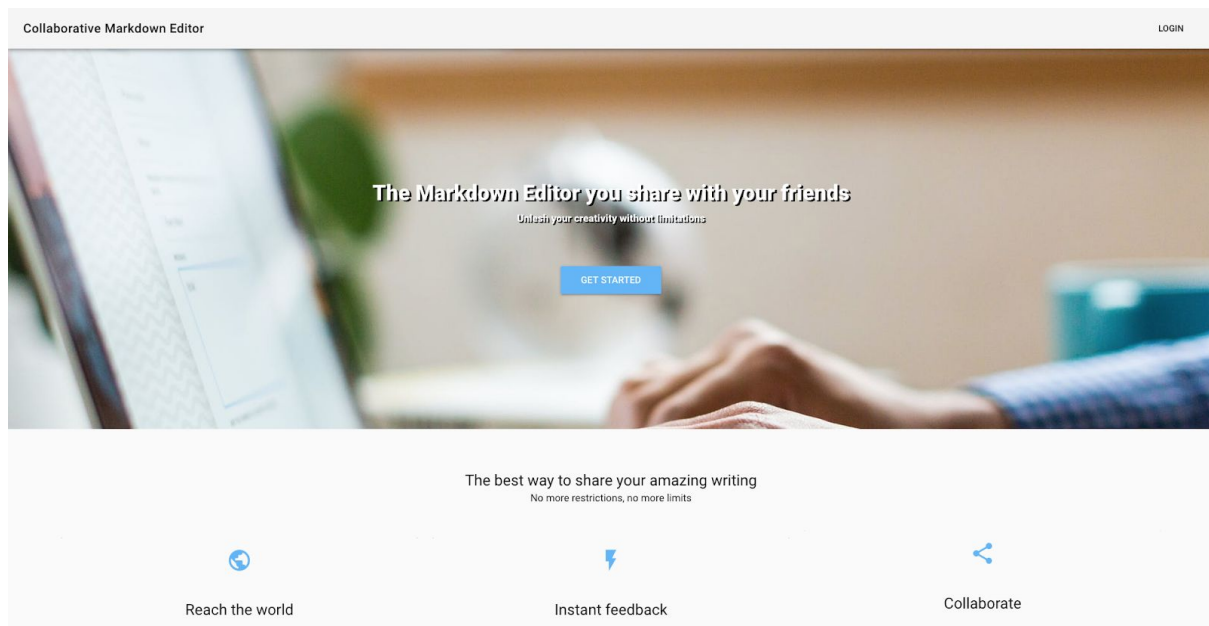 Collaborative Markdown Editor
LOGIN
The Markdown Editor you share with your friends
Unlesh your creativity without limitations
GET STARTED
The best way to share your amazing writing
No more restrictions, no more limits
Reach the world
Instant feedback
Collaborate